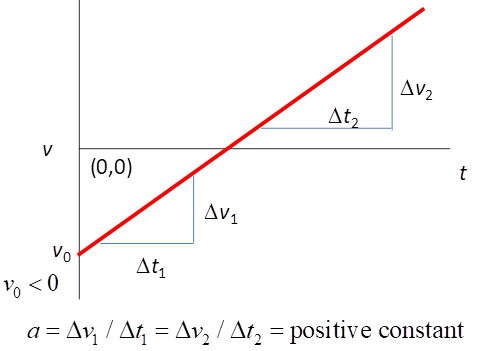 Δv₂
Δt₂
v
(0,0)
t
Δv₁
v₀
Δt₁
v₀ < 0
a = Δv₁ / Δt₁ = Δv₂ / Δt₂ = positive constant